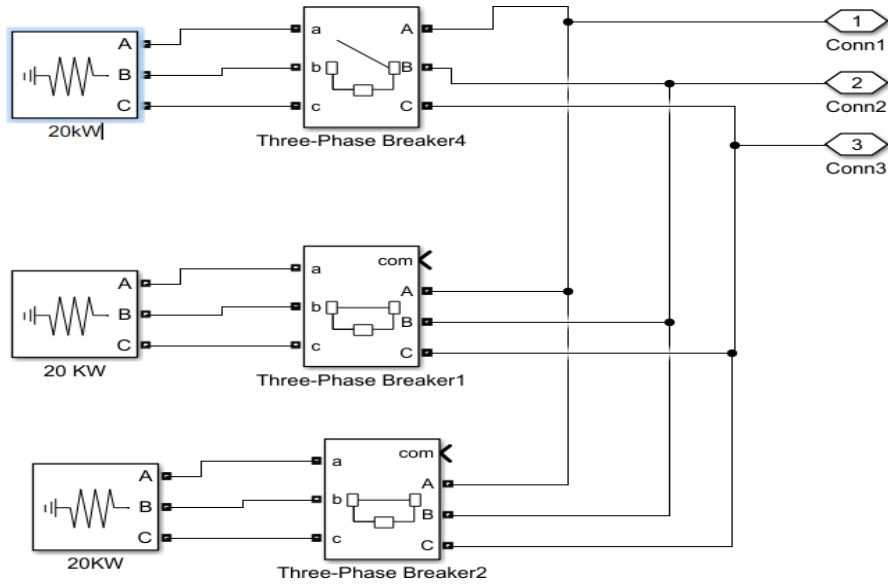 A
B
C
20kW
a
b
c
A
B
C
Three-Phase Breaker4
1
Conn1
2
Conn2
3
Conn3
A
B
C
20 KW
a
b
c
com
A
B
C
Three-Phase Breaker1
A
B
C
20KW
a
b
c
com
A
B
C
Three-Phase Breaker2